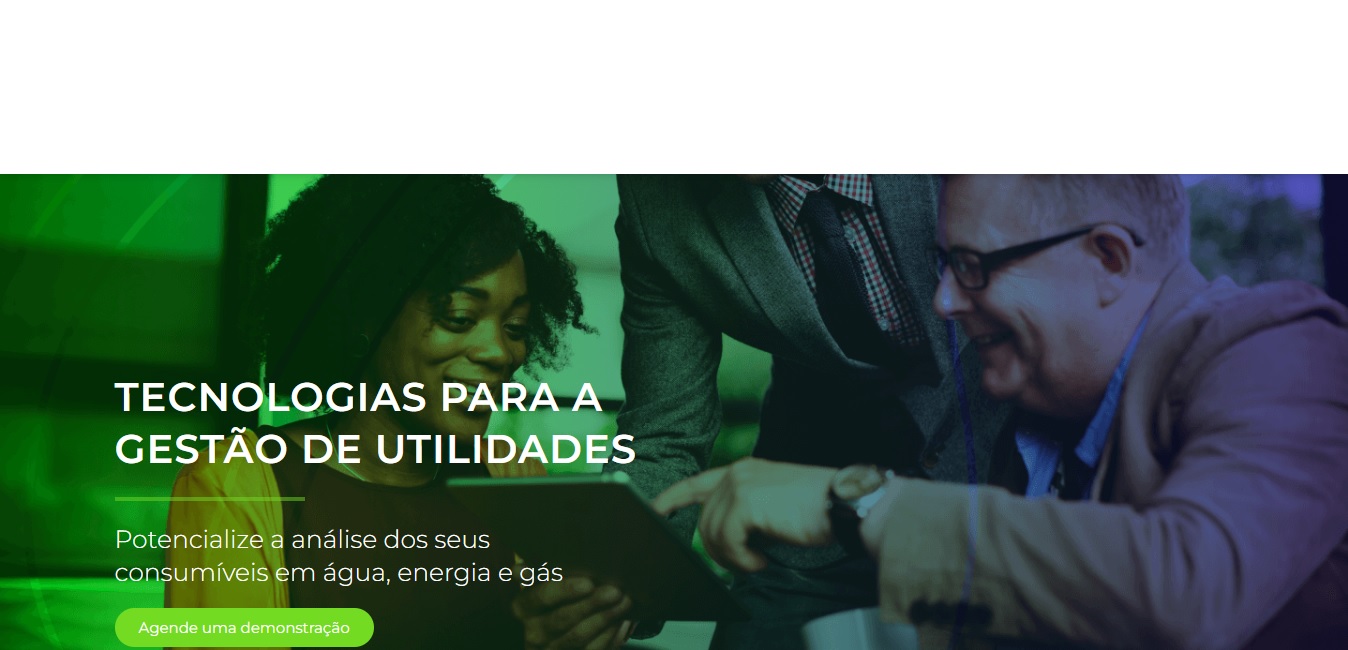 TECNOLOGIAS PARA A
GESTÃO DE UTILIDADES
Potencialize a análise dos seus
consumíveis em água, energia e gás
Agende uma demonstração